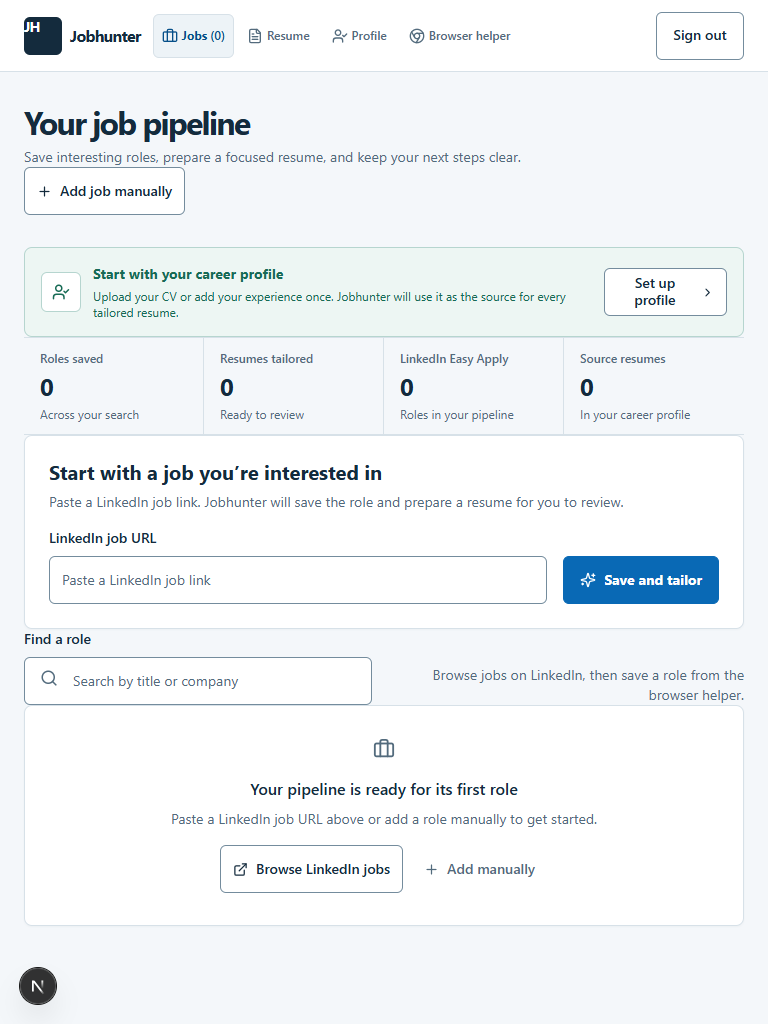 JH
Jobhunter
Jobs (0)
Resume
Profile
Browser helper
Sign out
Your job pipeline
Save interesting roles, prepare a focused resume, and keep your next steps clear.
Add job manually
Start with your career profile
Upload your CV or add your experience once. Jobhunter will use it as the source for every
tailored resume.
Set up
profile
Roles saved
0
Across your search
Resumes tailored
0
Ready to review
LinkedIn Easy Apply
0
Roles in your pipeline
Source resumes
0
In your career profile
Start with a job you’re interested in
Paste a LinkedIn job link. Jobhunter will save the role and prepare a resume for you to review.
LinkedIn job URL
Paste a LinkedIn job link
Save and tailor
Find a role
Search by title or company
Browse jobs on LinkedIn, then save a role from the
browser helper.
Your pipeline is ready for its first role
Paste a LinkedIn job URL above or add a role manually to get started.
Browse LinkedIn jobs
Add manually
N